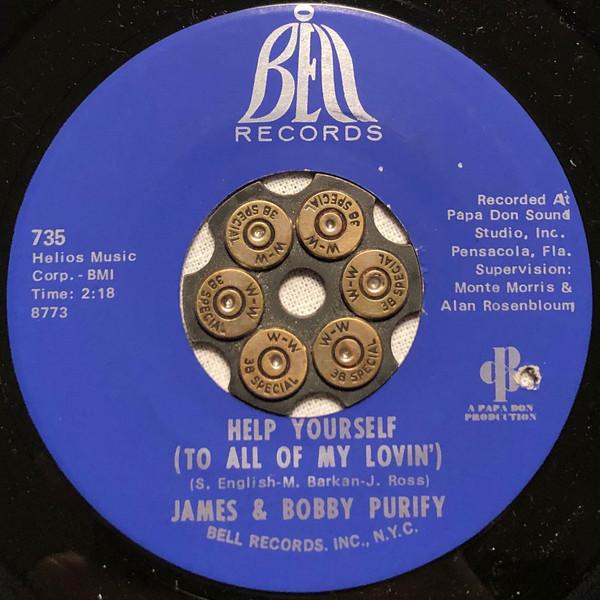 BELL
RECORDS
735
Helios Music
Corp. - BMI
Time: 2:18
8773
Recorded At
Papa Don Sound
Studio, Inc.
Pensacola, Fla.
Supervision:
Monte Morris &
Alan Rosenbloum
W-W
38 SPECIAL
W-W
38 SPECIAL
W-W
38 SPECIAL
W-W
38 SPECIAL
W-W
38 SPECIAL
W-W
38 SPECIAL
A PAPA DON
PRODUCTION
HELP YOURSELF
(TO ALL OF MY LOVIN')
(S. English-M. Barkan-J. Ross)
JAMES & BOBBY PURIFY
BELL RECORDS. INC., N.Y.C.